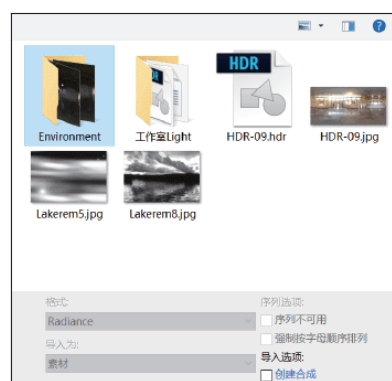 HDR
Environment
工作室Light
HDR-09.hdr
HDR-09.jpg
Lakerem5.jpg
Lakerem8.jpg
格式:
Radiance
导入为:
素材
序列选项:
序列不可用
强制按字母顺序排列
导入选项:
创建合成